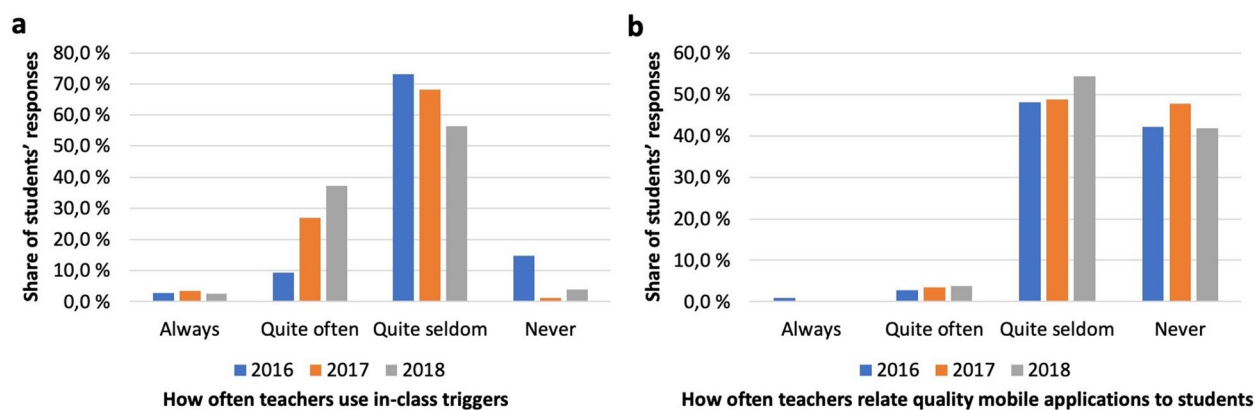 a
Share of students' responses
80,0 %
70,0 %
60,0 %
50,0 %
40,0 %
30,0 %
20,0 %
10,0 %
0,0 %
Always Quite often Quite seldom Never
2016 2017 2018
How often teachers use in-class triggers
b
Share of students' responses
60,0 %
50,0 %
40,0 %
30,0 %
20,0 %
10,0 %
0,0 %
Always Quite often Quite seldom Never
2016 2017 2018
How often teachers relate quality mobile applications to students